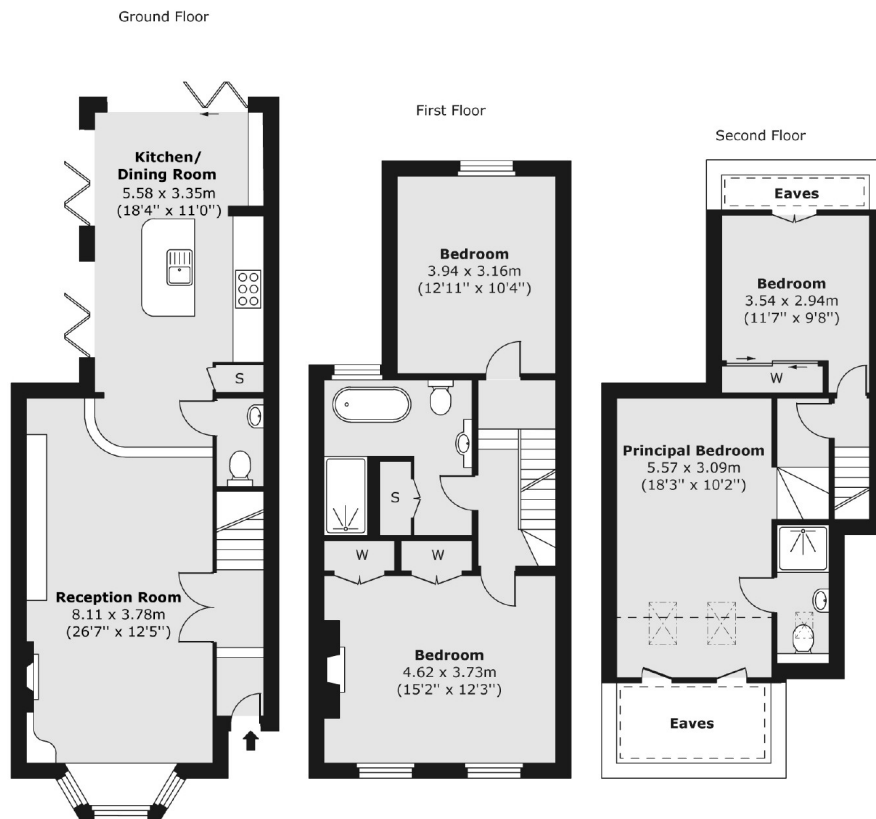 Ground Floor
Kitchen/
Dining Room
5.58 x 3.35m
(18'4" x 11'0")
S
Reception Room
8.11 x 3.78m
(26'7" x 12'5")
First Floor
Bedroom
3.94 x 3.16m
(12'11" x 10'4")
S
W
W
Bedroom
4.62 x 3.73m
(15'2" x 12'3")
Second Floor
Eaves
Bedroom
3.54 x 2.94m
(11'7" x 9'8")
W
Principal Bedroom
5.57 x 3.09m
(18'3" x 10'2")
Eaves